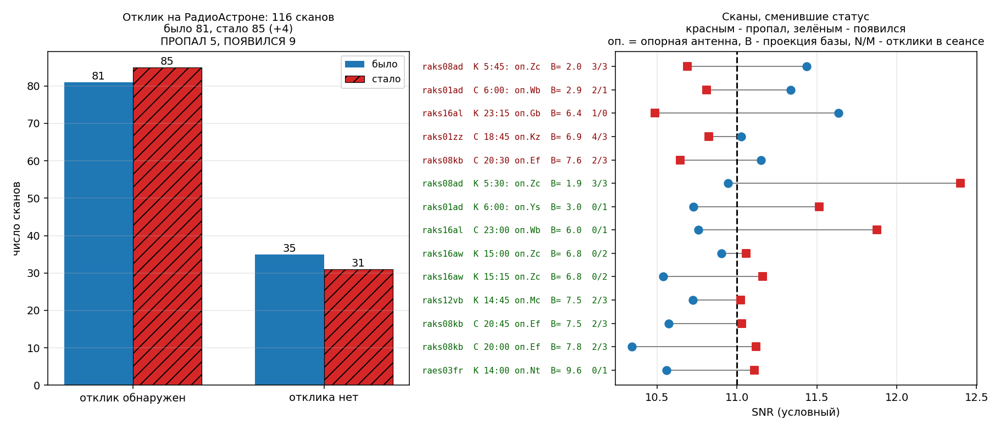 Отклик на РадиоАстроне: 116 сканов
было 81, стало 85 (+4)
ПРОПАЛ 5, ПОЯВИЛСЯ 9
число сканов
80
70
60
50
40
30
20
10
0
81
85
35
31
было
стало
отклик обнаружен
отклика нет
Сканы, сменившие статус
красным - пропал, зелёным - появился
оп. = опорная антенна, B - проекция базы, N/M - отклики в сеансе
raks08ad K 5:45: оп.Zc B= 2.0 3/3
raks01ad C 6:00: оп.Wb B= 2.9 2/1
raks16al K 23:15 оп.Gb B= 6.4 1/0
raks01zz C 18:45 оп.Kz B= 6.9 4/3
raks08kb C 20:30 оп.Ef B= 7.6 2/3
raks08ad K 5:30: оп.Zc B= 1.9 3/3
raks01ad K 6:00: оп.Ys B= 3.0 0/1
raks16al C 23:00 оп.Wb B= 6.0 0/1
raks16aw K 15:00 оп.Zc B= 6.8 0/2
raks16aw K 15:15 оп.Zc B= 6.8 0/2
raks12vb K 14:45 оп.Mc B= 7.5 2/3
raks08kb C 20:45 оп.Ef B= 7.5 2/3
raks08kb C 20:00 оп.Ef B= 7.8 2/3
raes03fr K 14:00 оп.Nt B= 9.6 0/1
10.5
11.0
11.5
12.0
12.5
SNR (условный)